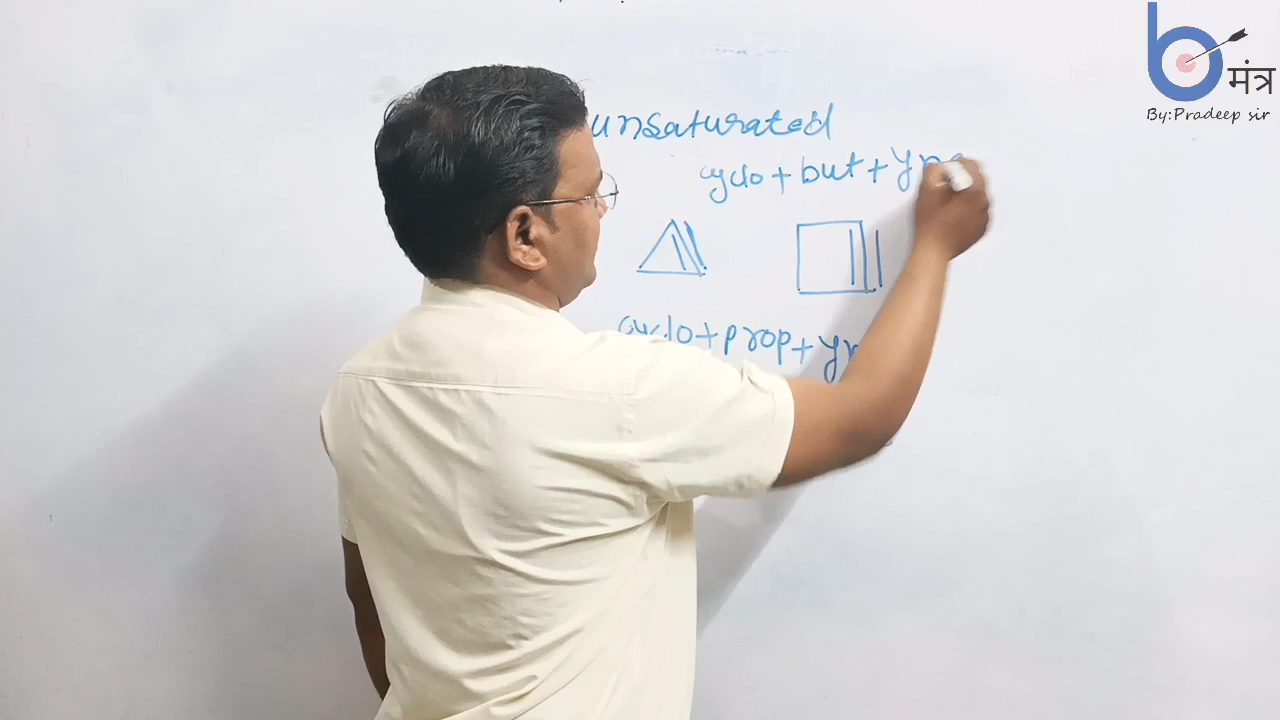 b मंत्र
By:Pradeep sir
unsaturated
cyclo + but + yne
cyclo + prop + yn